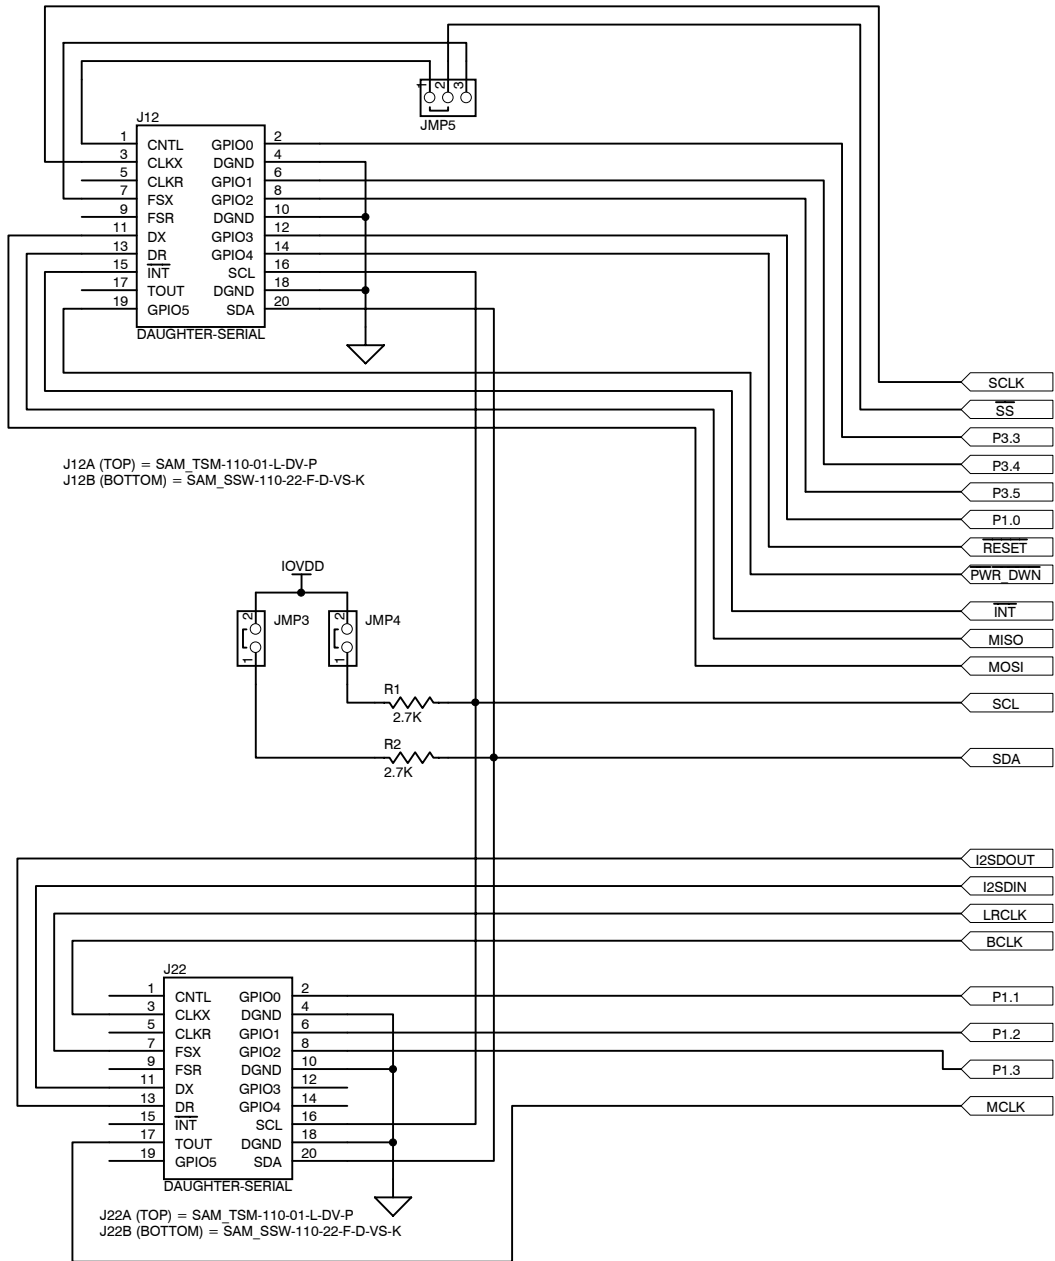 1 2 3
JMP5
J12
1 CNTL GPIO0 2
3 CLKX DGND 4
5 CLKR GPIO1 6
7 FSX GPIO2 8
9 FSR DGND 10
11 DX GPIO3 12
13 DR GPIO4 14
15 INT SCL 16
17 TOUT DGND 18
19 GPIO5 SDA 20
DAUGHTER-SERIAL
SCLK
SS
P3.3
P3.4
P3.5
P1.0
RESET
PWR_DWN
INT
MISO
MOSI
SCL
SDA
J12A (TOP) = SAM_TSM-110-01-L-DV-P
J12B (BOTTOM) = SAM_SSW-110-22-F-D-VS-K
IOVDD
2 JMP3 2 JMP4
1 1
R1
2.7K
R2
2.7K
I2SDOUT
I2SDIN
LRCLK
BCLK
P1.1
P1.2
P1.3
MCLK
J22
1 CNTL GPIO0 2
3 CLKX DGND 4
5 CLKR GPIO1 6
7 FSX GPIO2 8
9 FSR DGND 10
11 DX GPIO3 12
13 DR GPIO4 14
15 INT SCL 16
17 TOUT DGND 18
19 GPIO5 SDA 20
DAUGHTER-SERIAL
J22A (TOP) = SAM_TSM-110-01-L-DV-P
J22B (BOTTOM) = SAM_SSW-110-22-F-D-VS-K